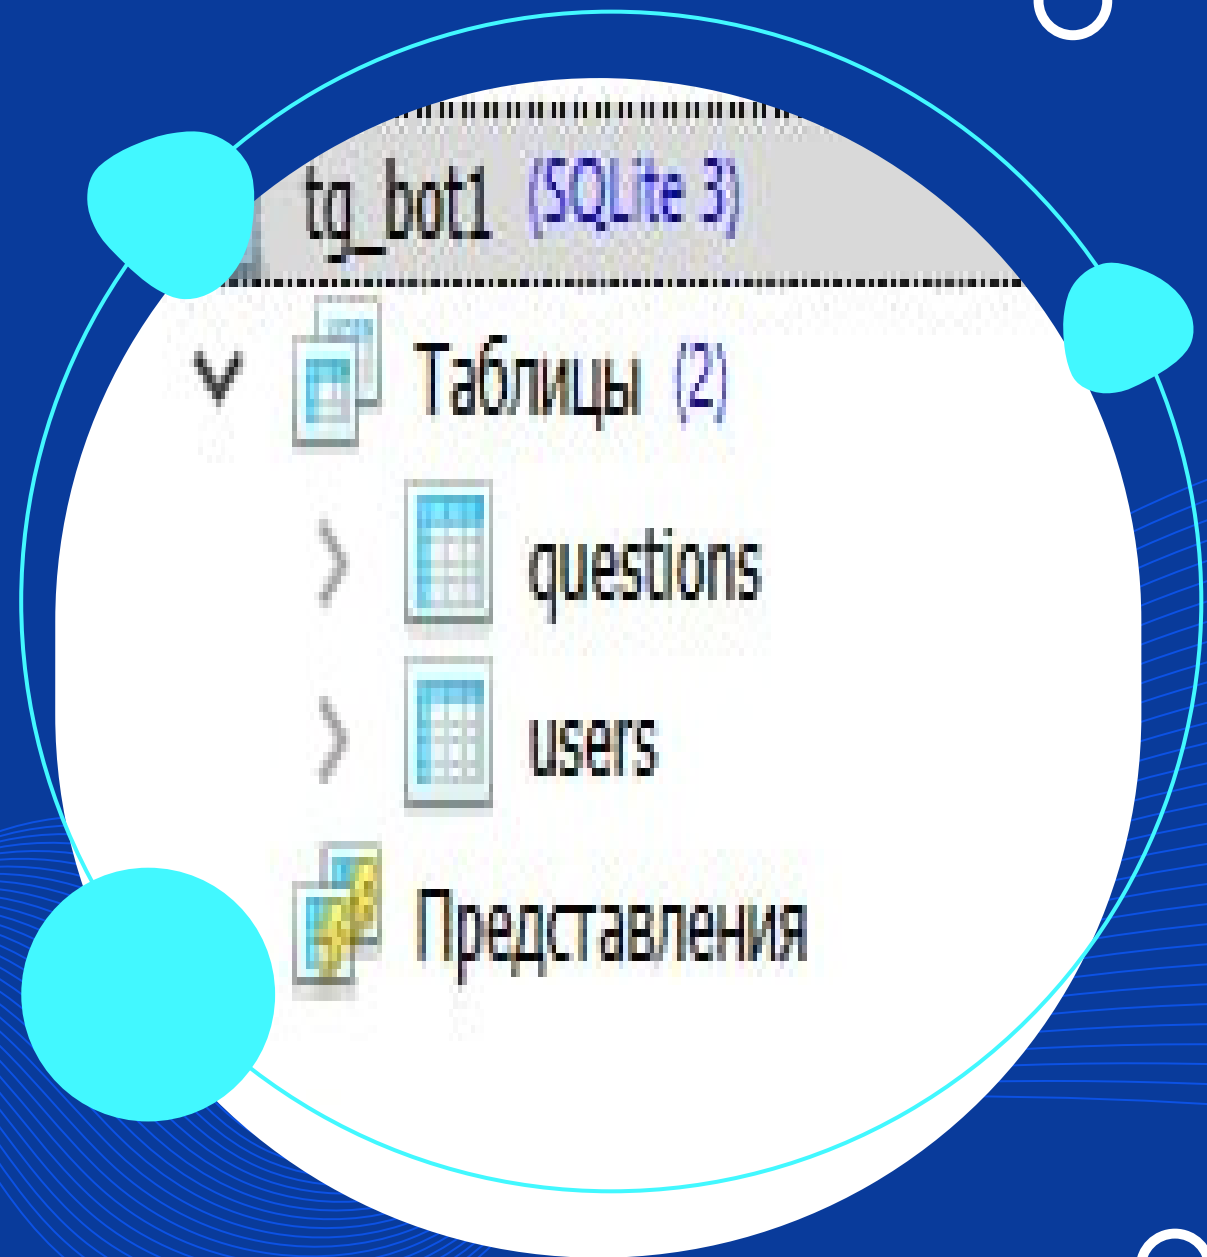 tg_bot1 (SQLite 3)
Таблицы (2)
questions
users
Представления